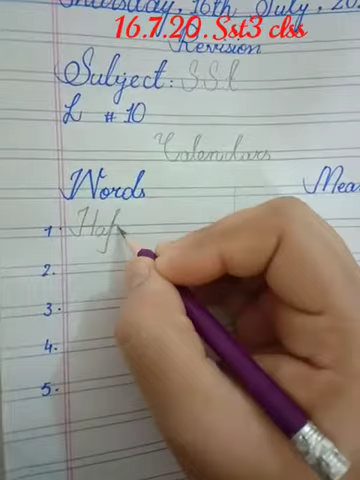 Thursday, 16th, July, 20
16.7.20. Sst3 clss
Revision
Subject: S.S.t
L # 10
Calendars
Words Mea
1. Haf
2.
3.
4.
5.